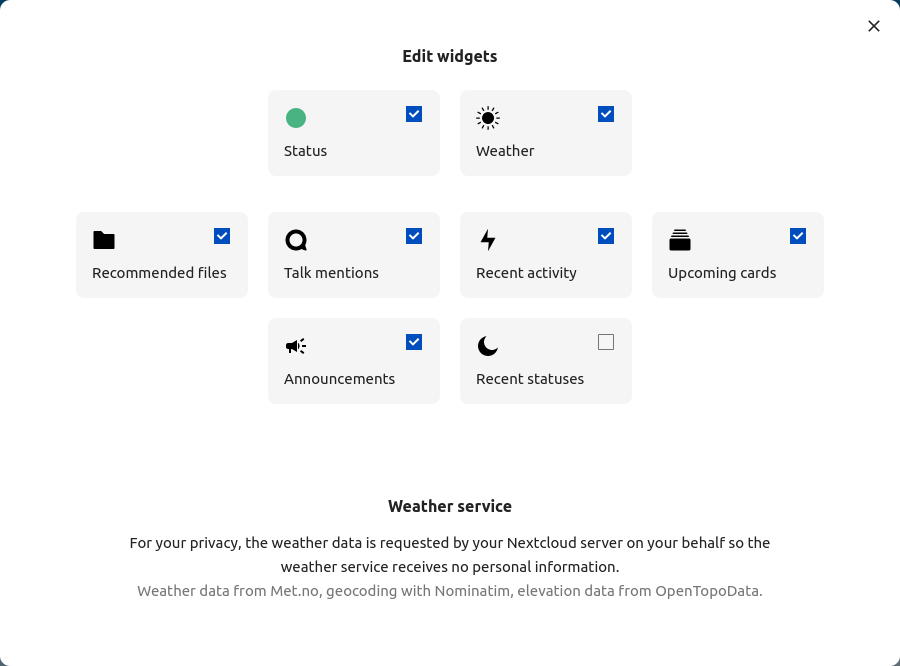 Edit widgets
Status
Weather
Recommended files
Talk mentions
Recent activity
Upcoming cards
Announcements
Recent statuses
Weather service
For your privacy, the weather data is requested by your Nextcloud server on your behalf so the
weather service receives no personal information.
Weather data from Met.no, geocoding with Nominatim, elevation data from OpenTopoData.